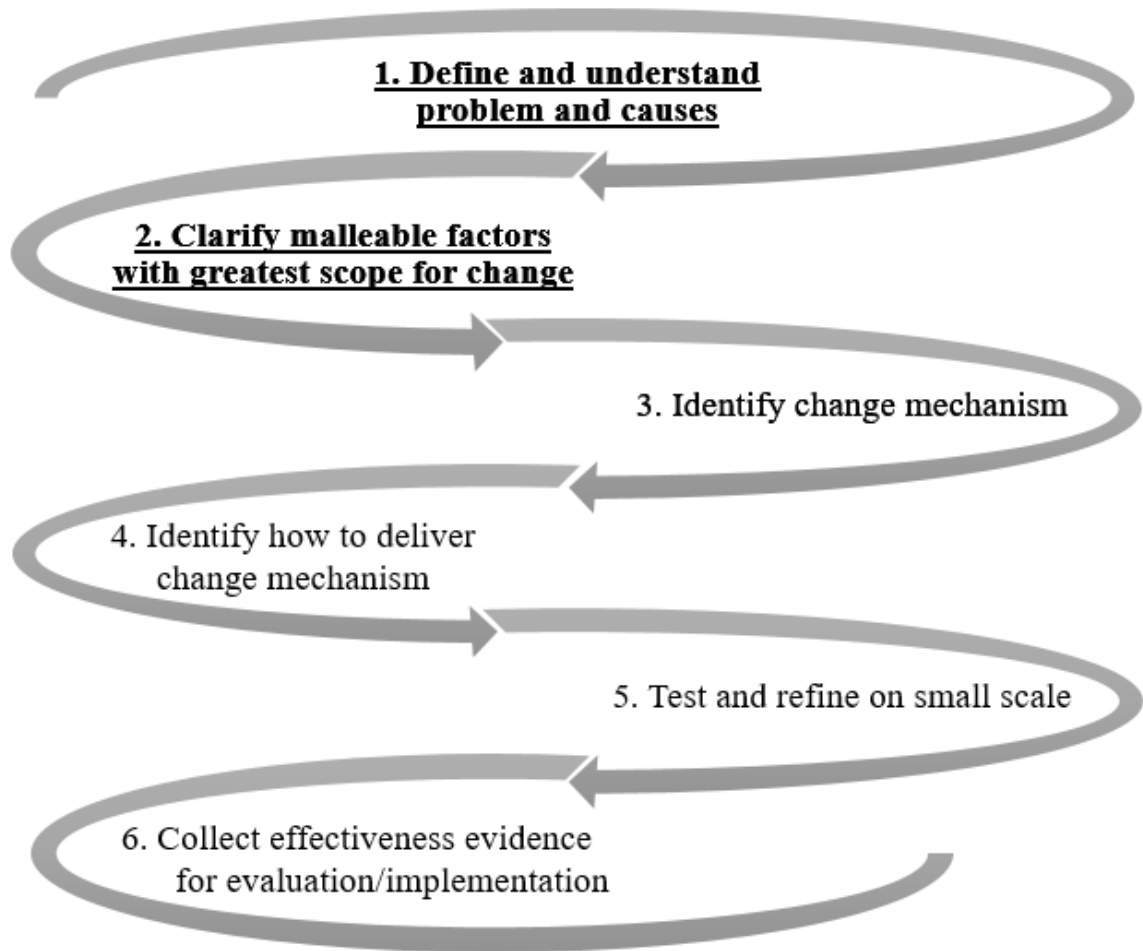 1. Define and understand
problem and causes
2. Clarify malleable factors
with greatest scope for change
3. Identify change mechanism
4. Identify how to deliver
change mechanism
5. Test and refine on small scale
6. Collect effectiveness evidence
for evaluation/implementation